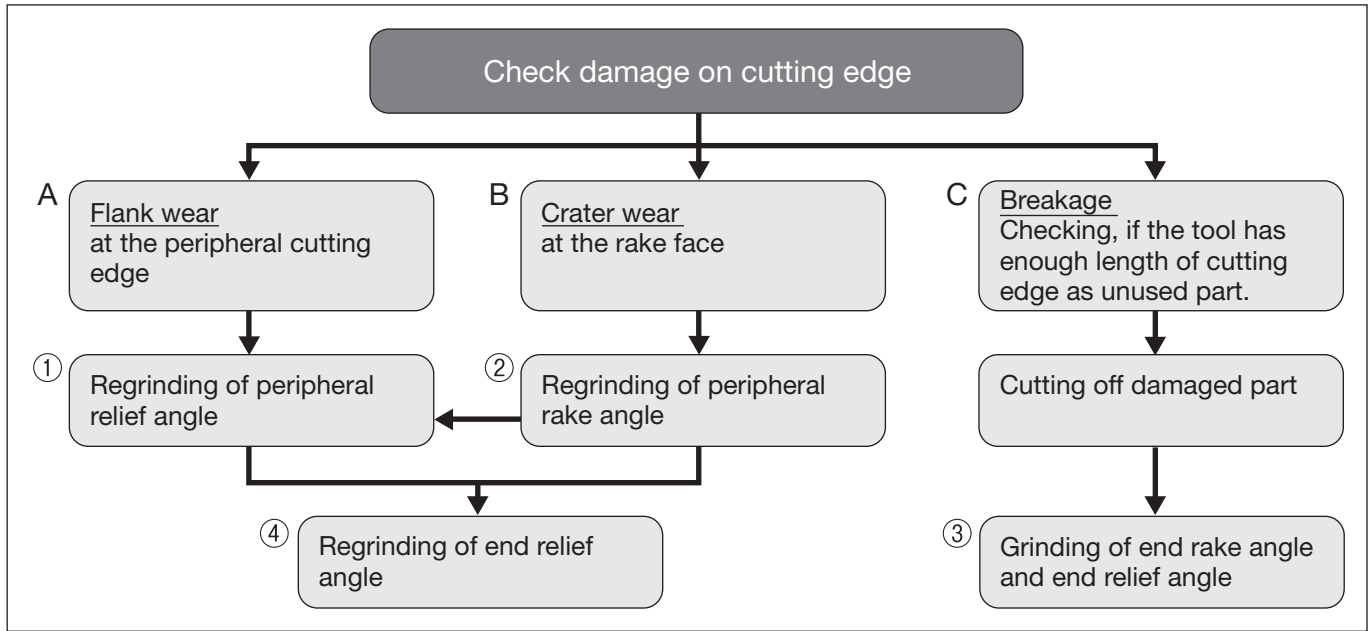 Check damage on cutting edge
A
Flank wear
at the peripheral cutting
edge
B
Crater wear
at the rake face
C
Breakage
Checking, if the tool has
enough length of cutting
edge as unused part.
①
Regrinding of peripheral
relief angle
②
Regrinding of peripheral
rake angle
Cutting off damaged part
④
Regrinding of end relief
angle
③
Grinding of end rake angle
and end relief angle